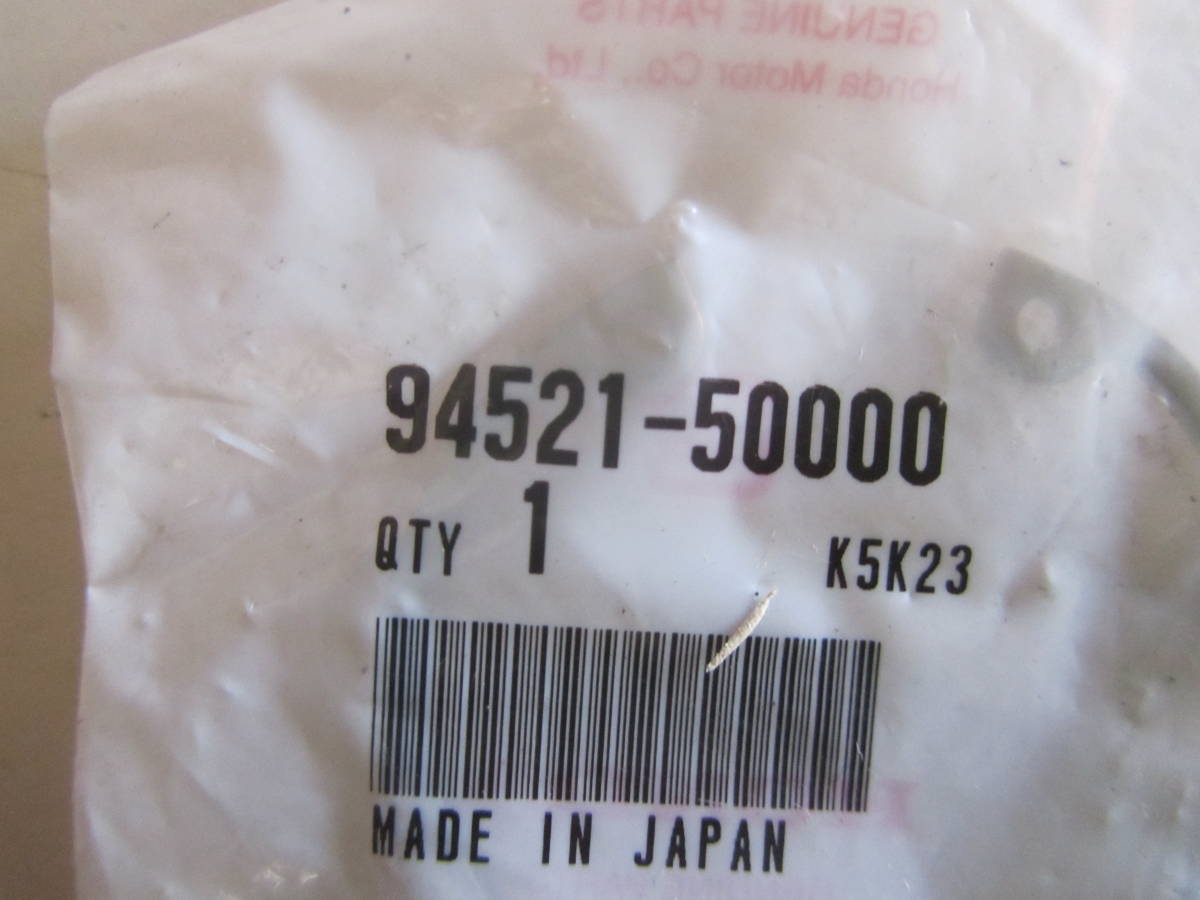 GENUINE PARTS
Honda Motor Co., Ltd.
94521-50000
QTY 1 K5K23
MADE IN JAPAN